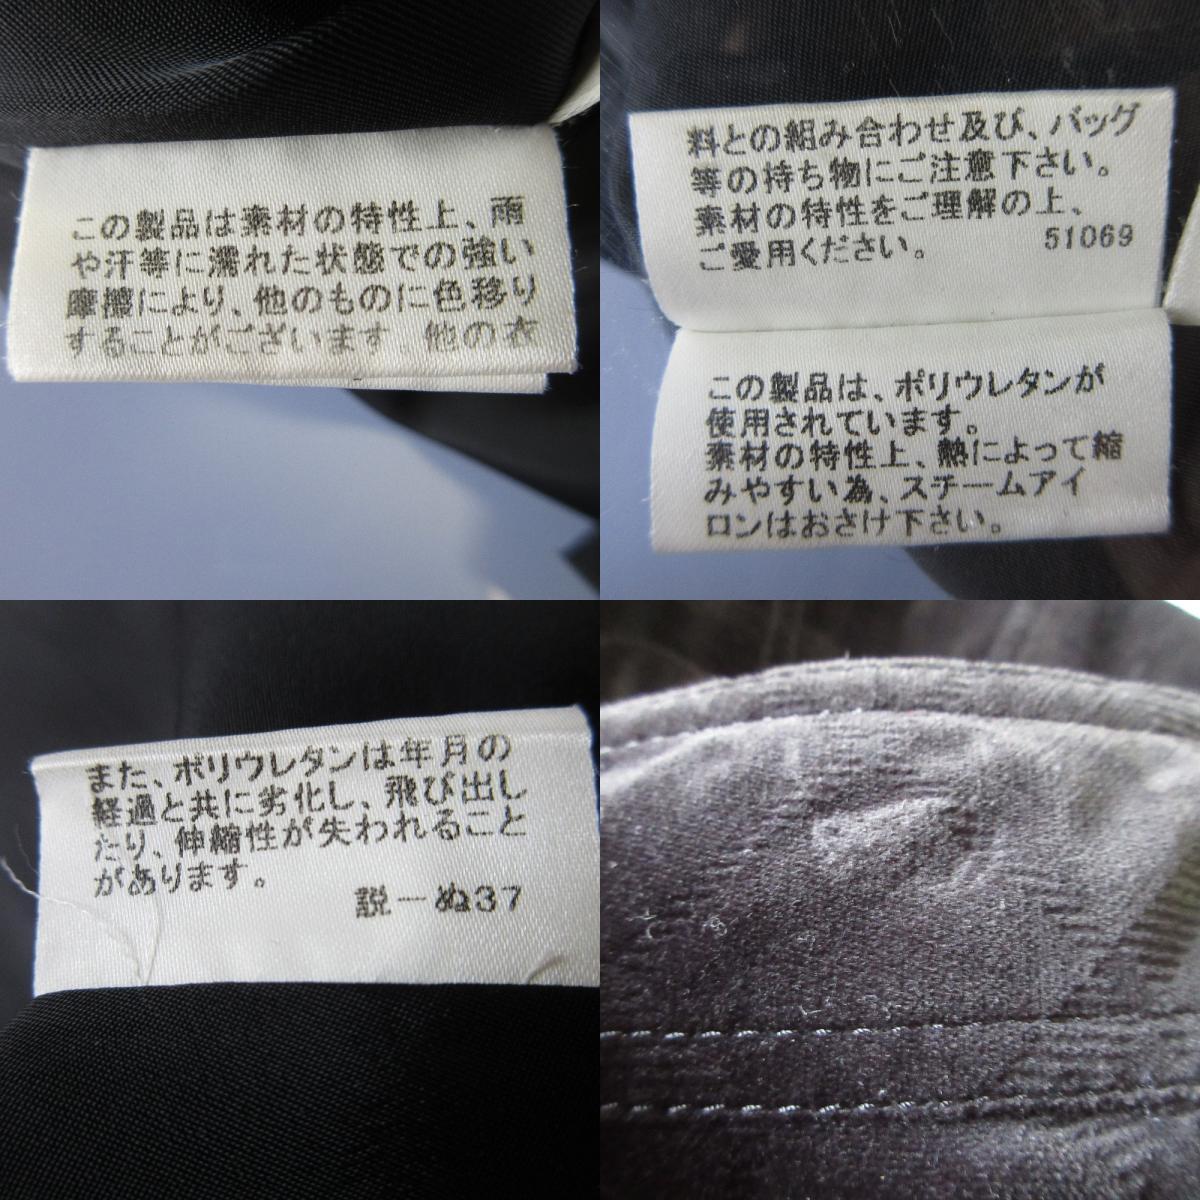 この製品は素材の特性上、雨
や汗等に濡れた状態での強い
摩擦により、他のものに色移り
することがございます。他の衣
料との組み合わせ及び、バッグ
等の持ち物にご注意下さい。
素材の特性をご理解の上、
ご愛用ください。 51069
この製品は、ポリウレタンが
使用されています。
素材の特性上、熱によって縮
みやすい為、スチームアイ
ロンはおさけ下さい。
また、ポリウレタンは年月の
経過と共に劣化し、飛び出し
たり、伸縮性が失われること
があります。
説－ぬ37